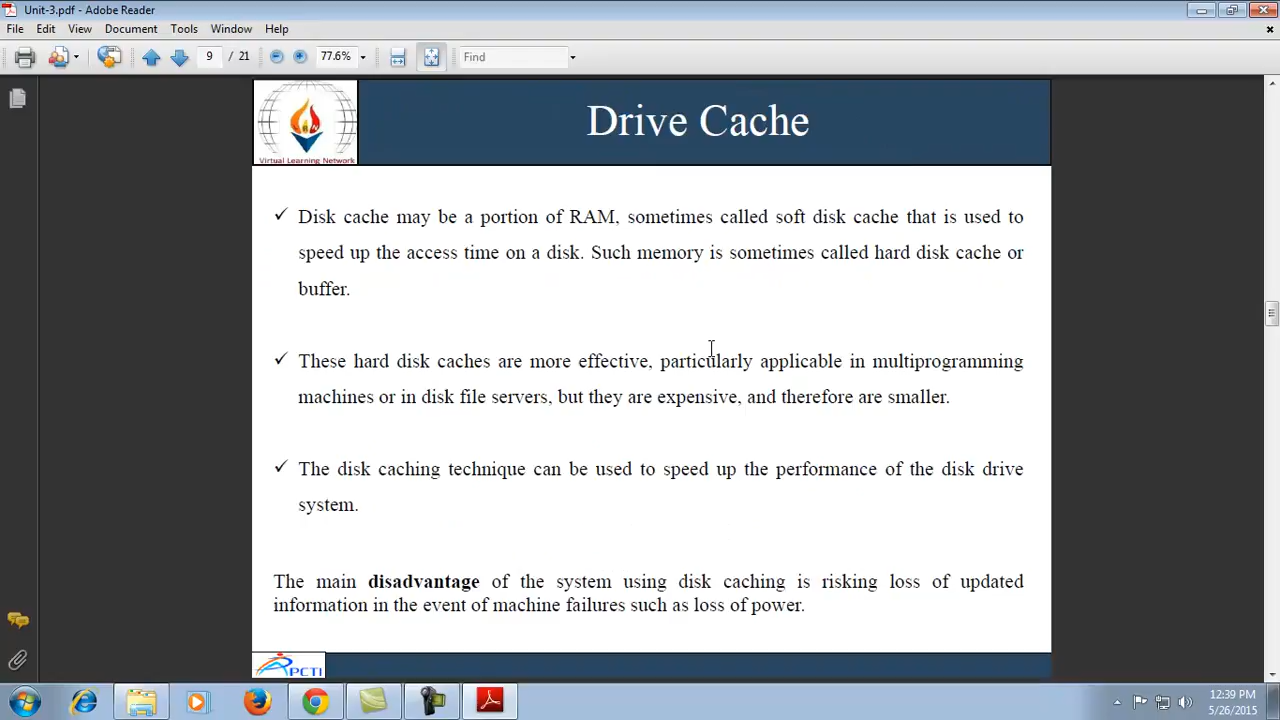 Unit-3.pdf - Adobe Reader
File Edit View Document Tools Window Help
9 / 21 77.6% Find
Drive Cache
Virtual Learning Network
✓ Disk cache may be a portion of RAM, sometimes called soft disk cache that is used to
speed up the access time on a disk. Such memory is sometimes called hard disk cache or
buffer.
✓ These hard disk caches are more effective, particularly applicable in multiprogramming
machines or in disk file servers, but they are expensive, and therefore are smaller.
✓ The disk caching technique can be used to speed up the performance of the disk drive
system.
The main disadvantage of the system using disk caching is risking loss of updated
information in the event of machine failures such as loss of power.
PCTI
12:39 PM
5/26/2015